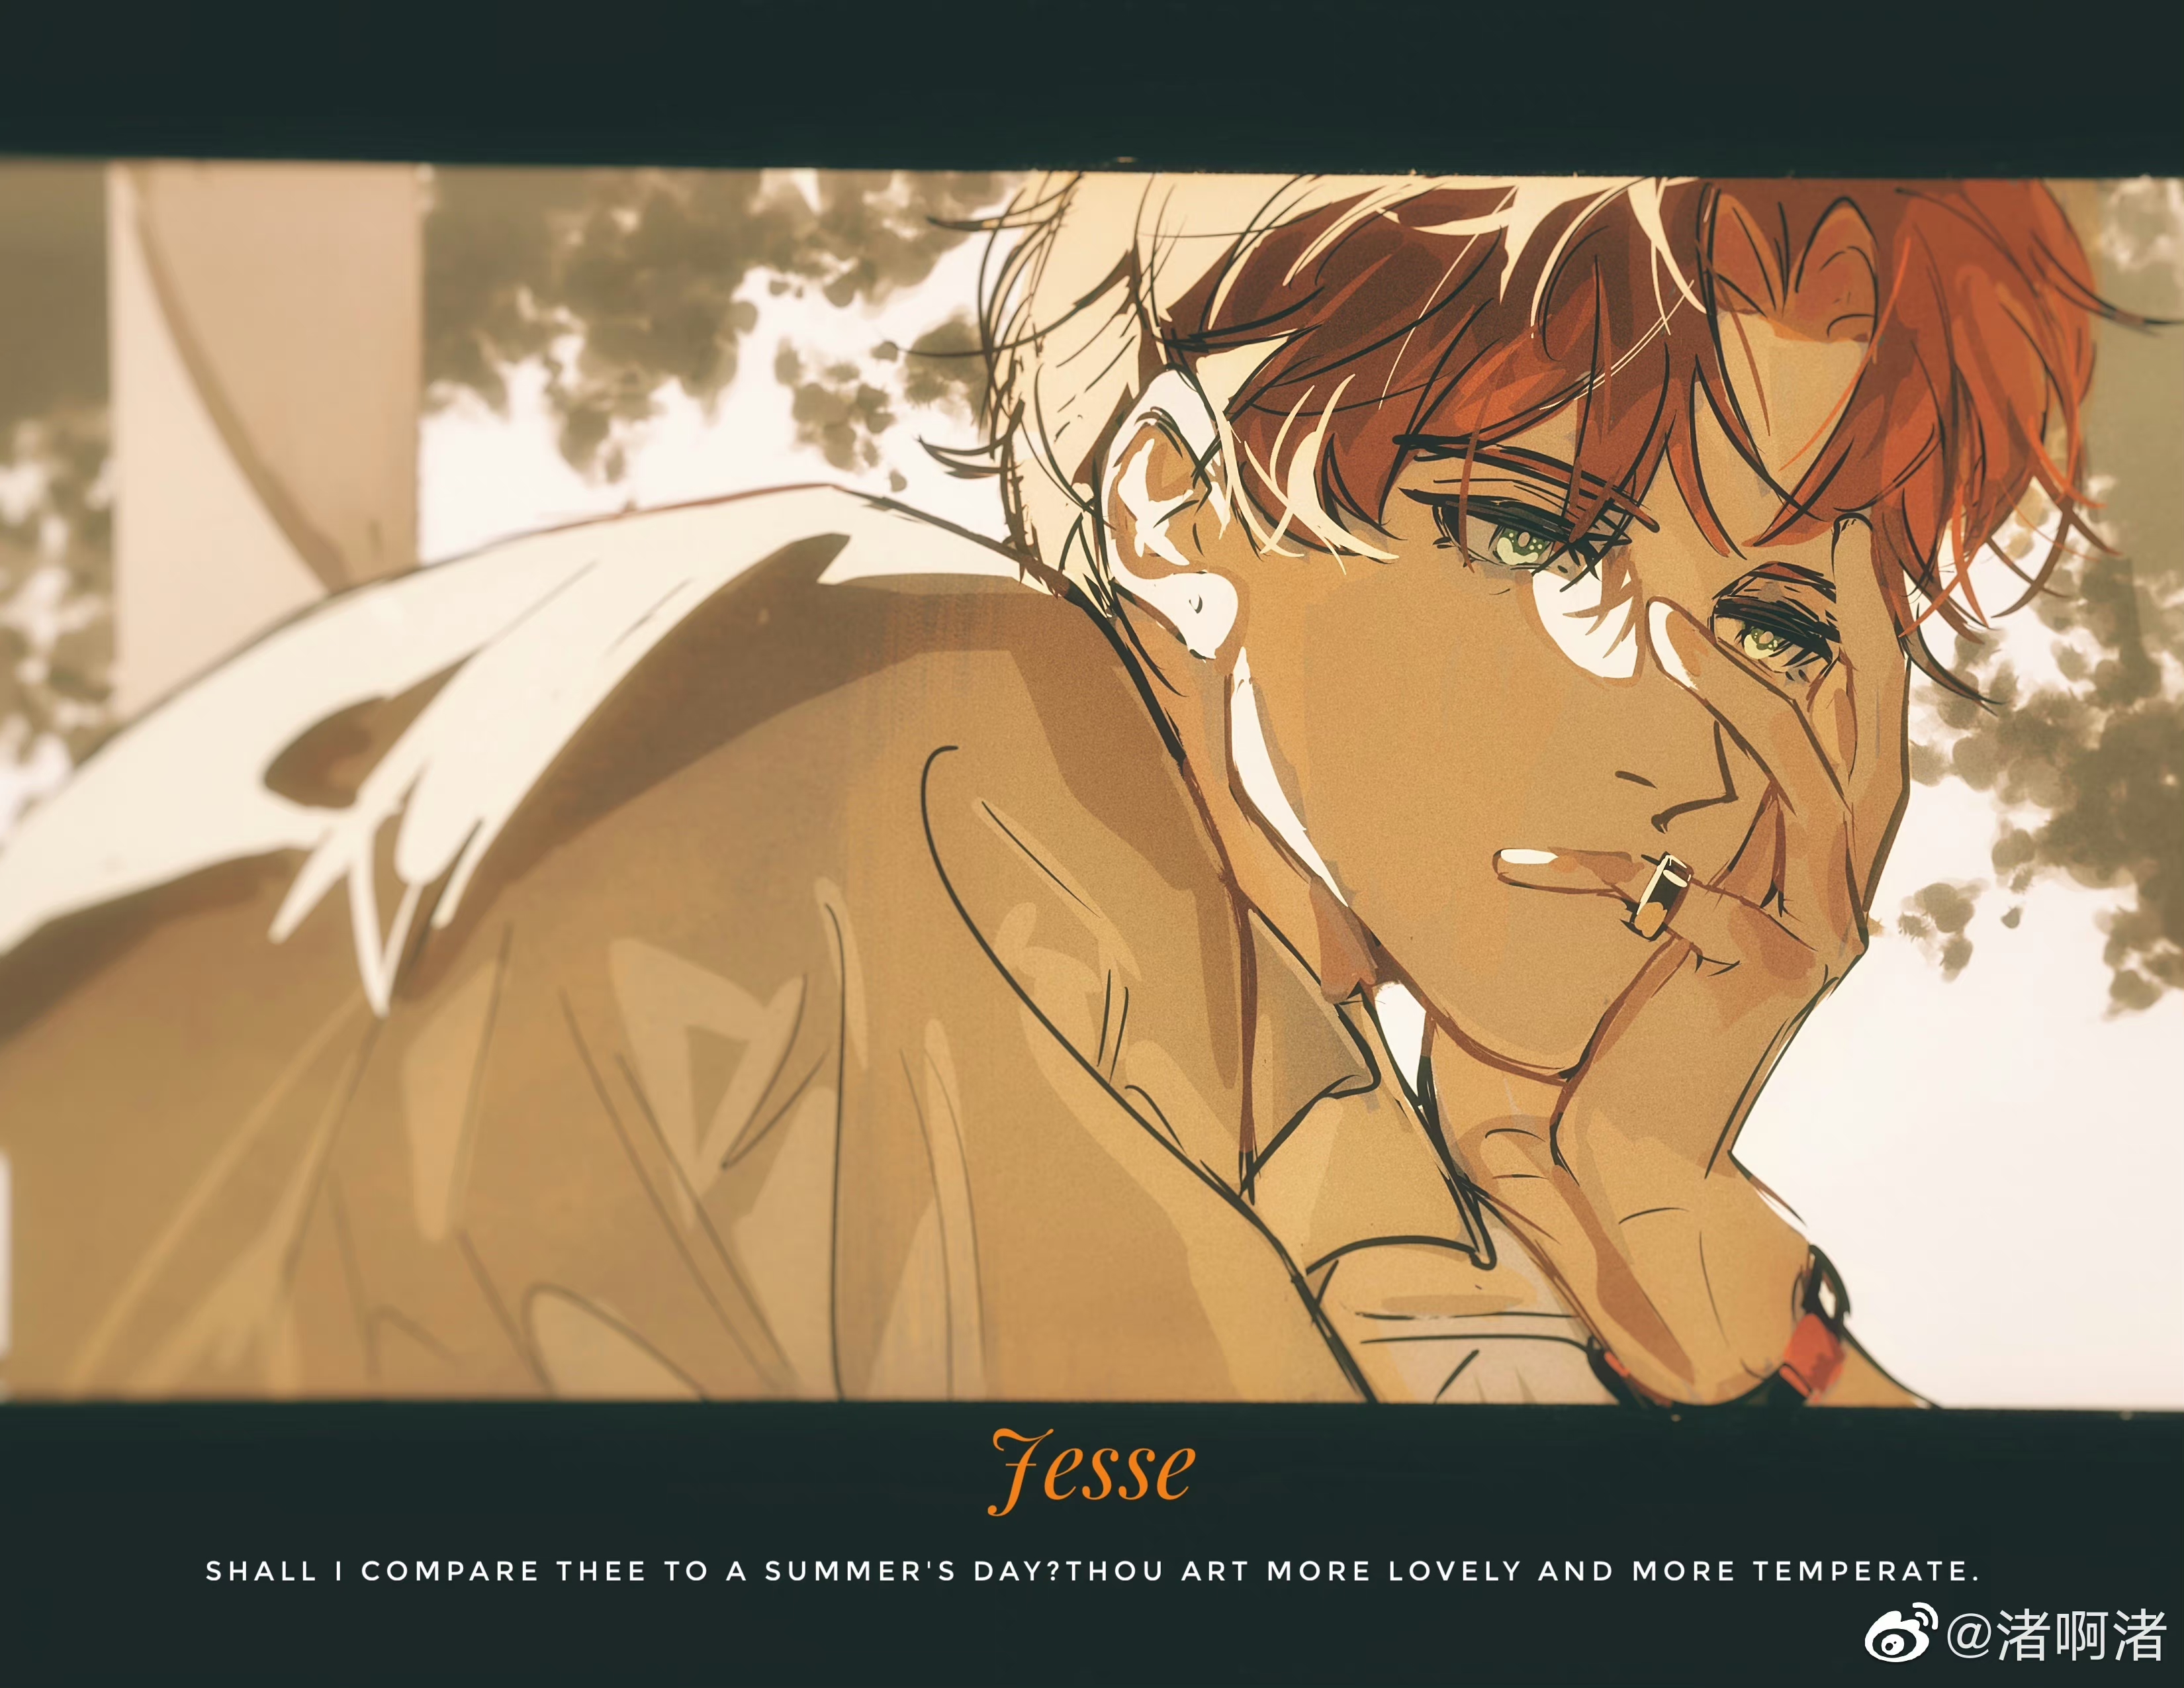 Jesse
SHALL I COMPARE THEE TO A SUMMER'S DAY?THOU ART MORE LOVELY AND MORE TEMPERATE.
@渚啊渚